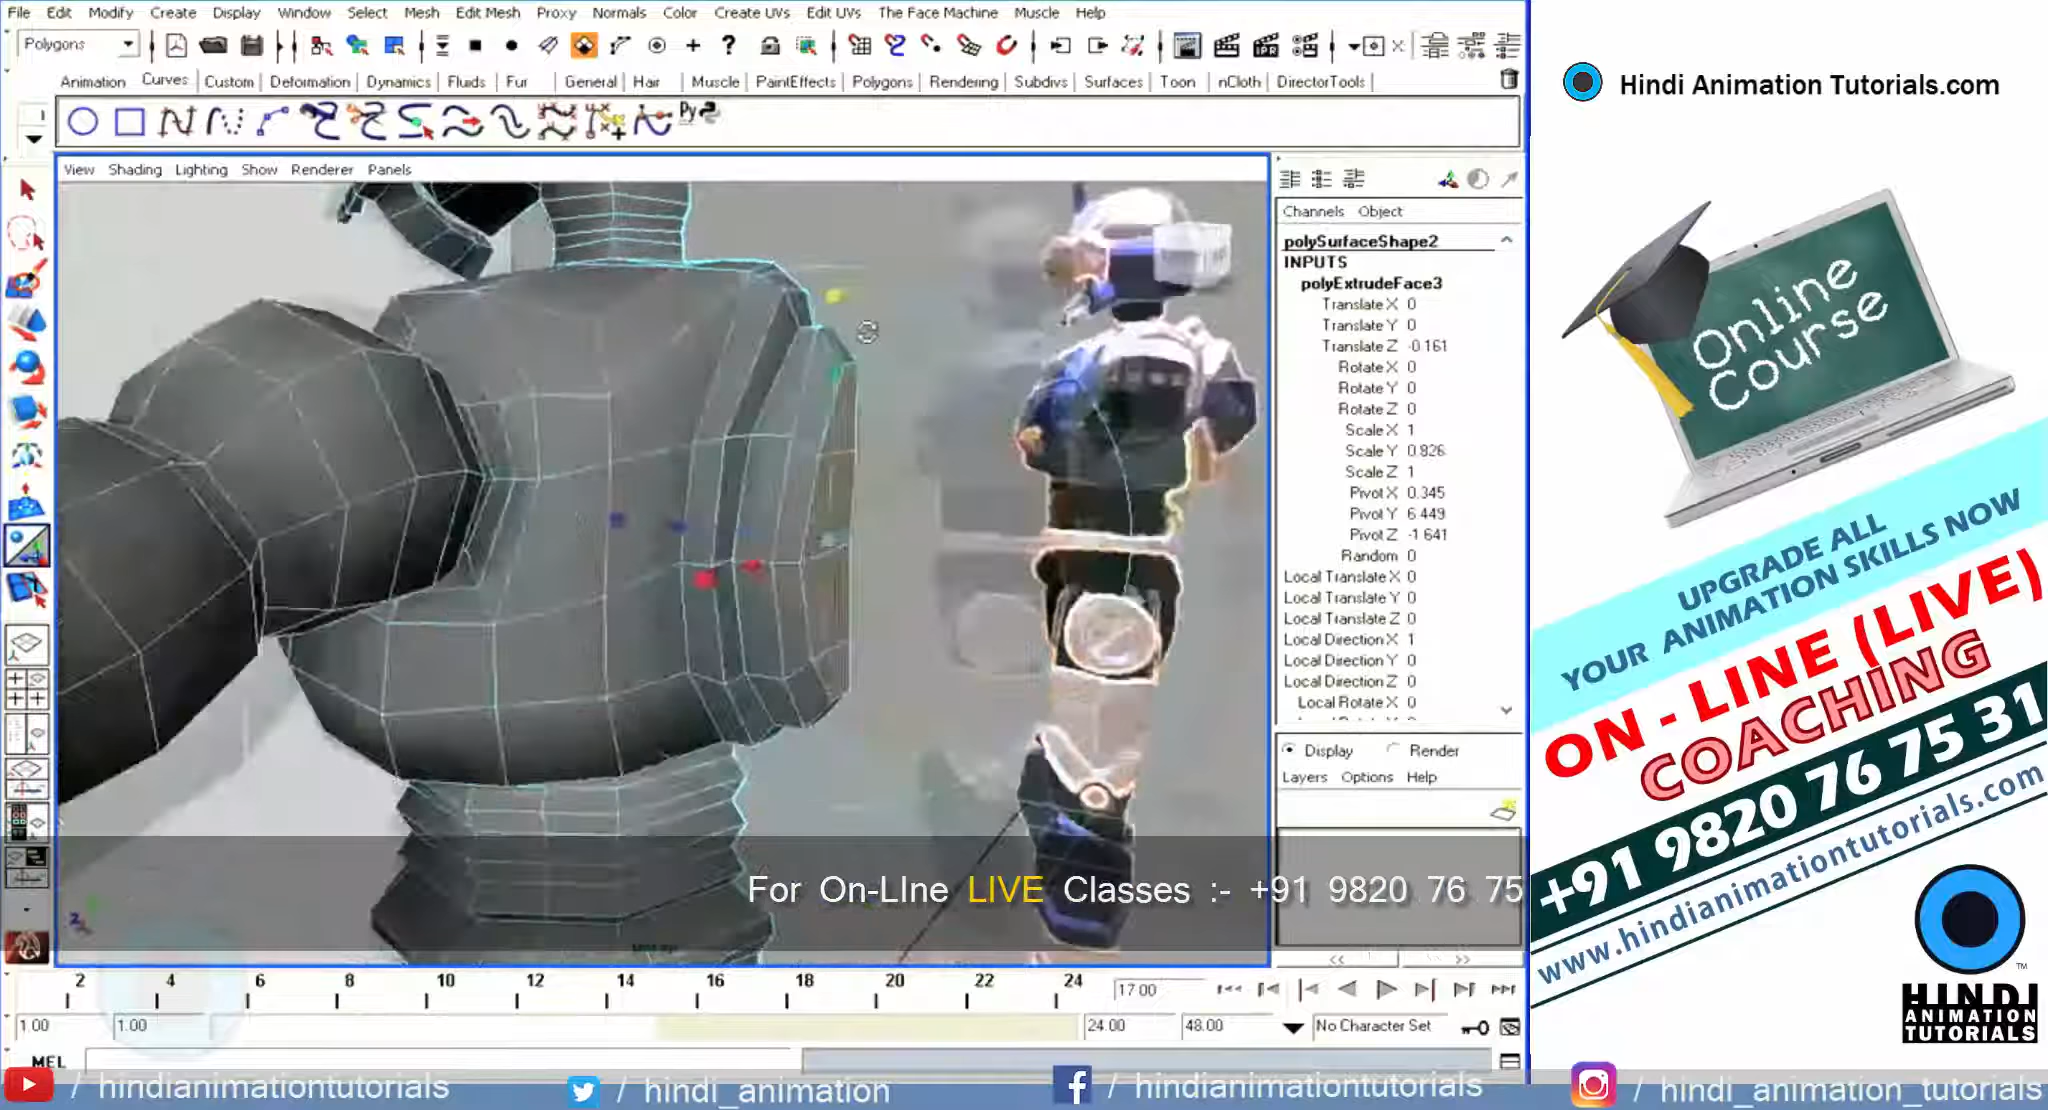 File Edit Modify Create Display Window Select Mesh Edit Mesh Proxy Normals Color Create UVs Edit UVs The Face Machine Muscle Help
Polygons
Animation Curves Custom Deformation Dynamics Fluids Fur General Hair Muscle PaintEffects Polygons Rendering Subdivs Surfaces Toon nCloth DirectorTools
View Shading Lighting Show Renderer Panels
Channels Object
polySurfaceShape2
INPUTS
polyExtrudeFace3
Translate X 0
Translate Y 0
Translate Z -0.161
Rotate X 0
Rotate Y 0
Rotate Z 0
Scale X 1
Scale Y 0.826
Scale Z 1
Pivot X 0.345
Pivot Y 6.449
Pivot Z -1.641
Random 0
Local Translate X 0
Local Translate Y 0
Local Translate Z 0
Local Direction X 1
Local Direction Y 0
Local Direction Z 0
Local Rotate X 0
Display Render
Layers Options Help
For On-LIne LIVE Classes :- +91 9820 76 75
2 4 6 8 10 12 14 16 18 20 22 24
17.00
1.00 1.00 24.00 48.00 No Character Set
MEL
/ hindianimationtutorials / hindi_animation / hindianimationtutorials / hindi_animation_tutorials
Hindi Animation Tutorials.com
Online
Course
UPGRADE ALL
YOUR ANIMATION SKILLS NOW
ON - LINE (LIVE)
COACHING
+91 9820 76 75 31
www.hindianimationtutorials.com
TM
HINDI
ANIMATION
TUTORIALS